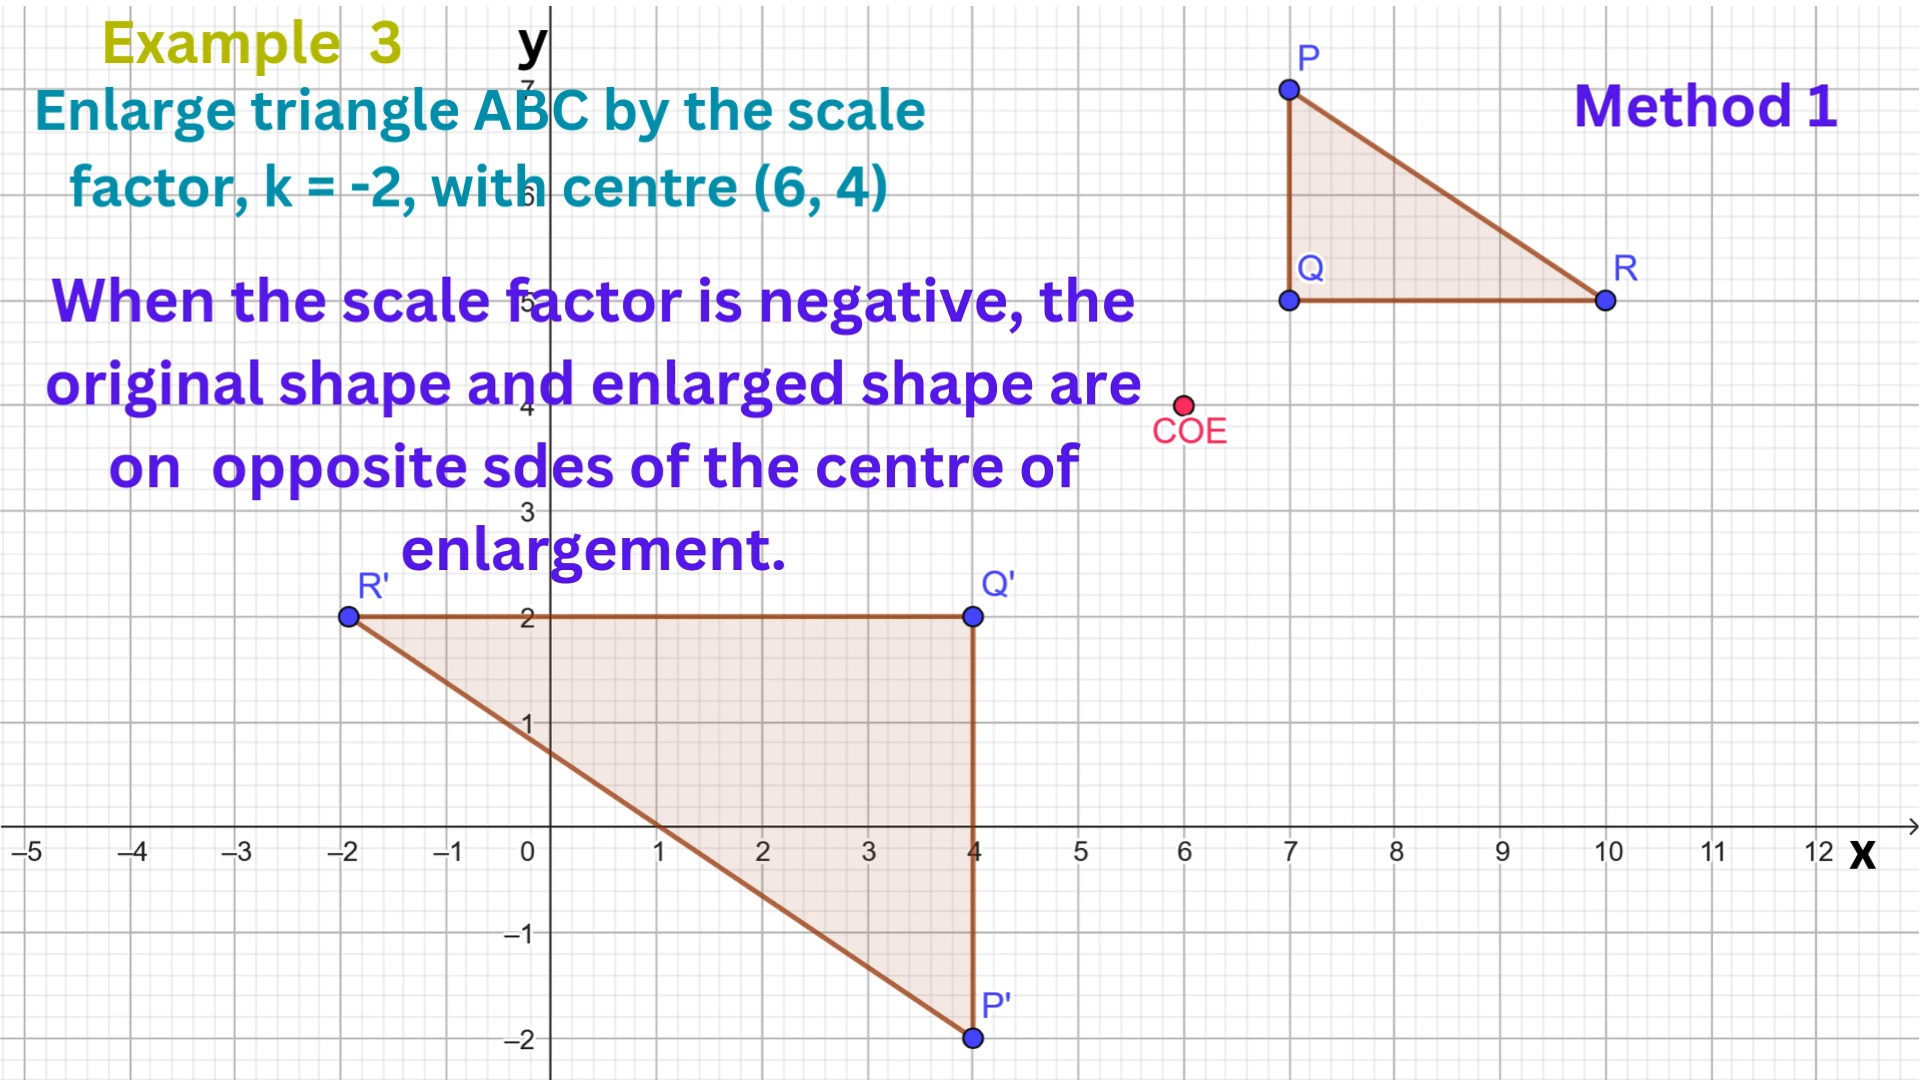 Example 3
y
P
Method 1
7
Enlarge triangle ABC by the scale
factor, k = -2, with centre (6, 4)
6
Q
R
When the scale factor is negative, the
5
original shape and enlarged shape are
4
COE
on opposite sdes of the centre of
3
enlargement.
R'
Q'
2
1
–5 –4 –3 –2 –1 0 1 2 3 4 5 6 7 8 9 10 11 12 x
–1
P'
–2